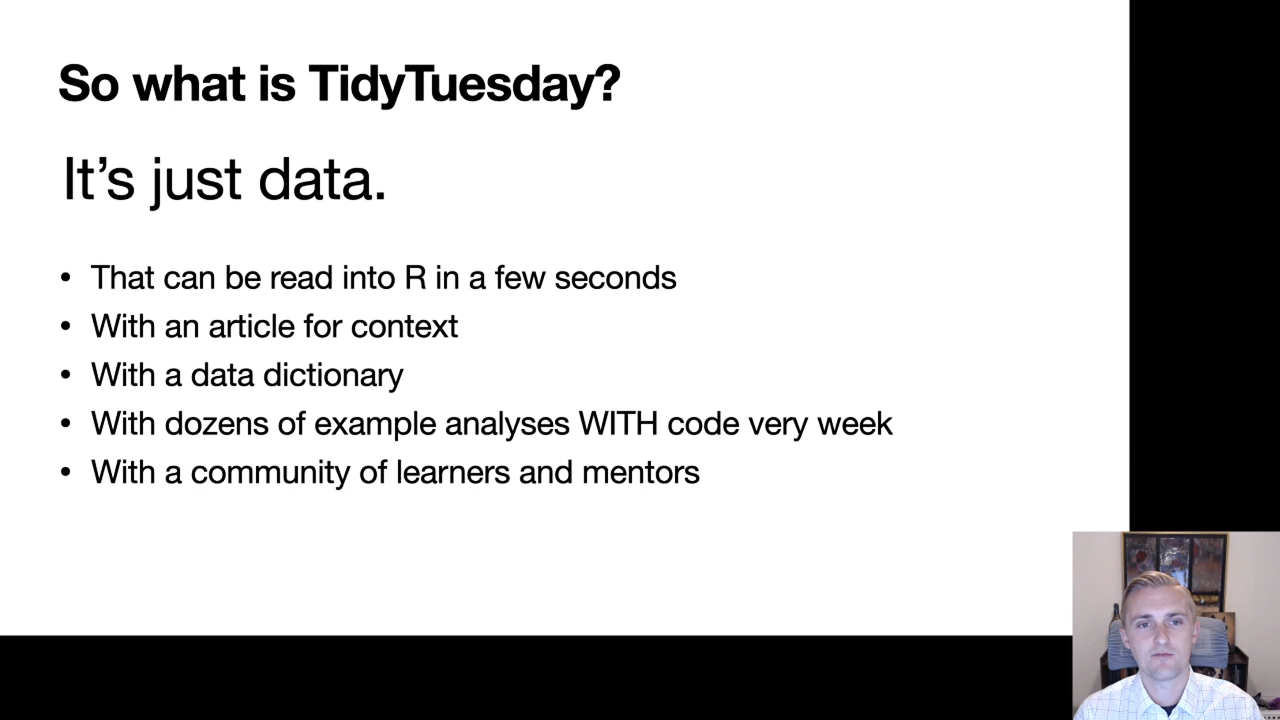 So what is TidyTuesday?
It’s just data.
• That can be read into R in a few seconds
• With an article for context
• With a data dictionary
• With dozens of example analyses WITH code very week
• With a community of learners and mentors